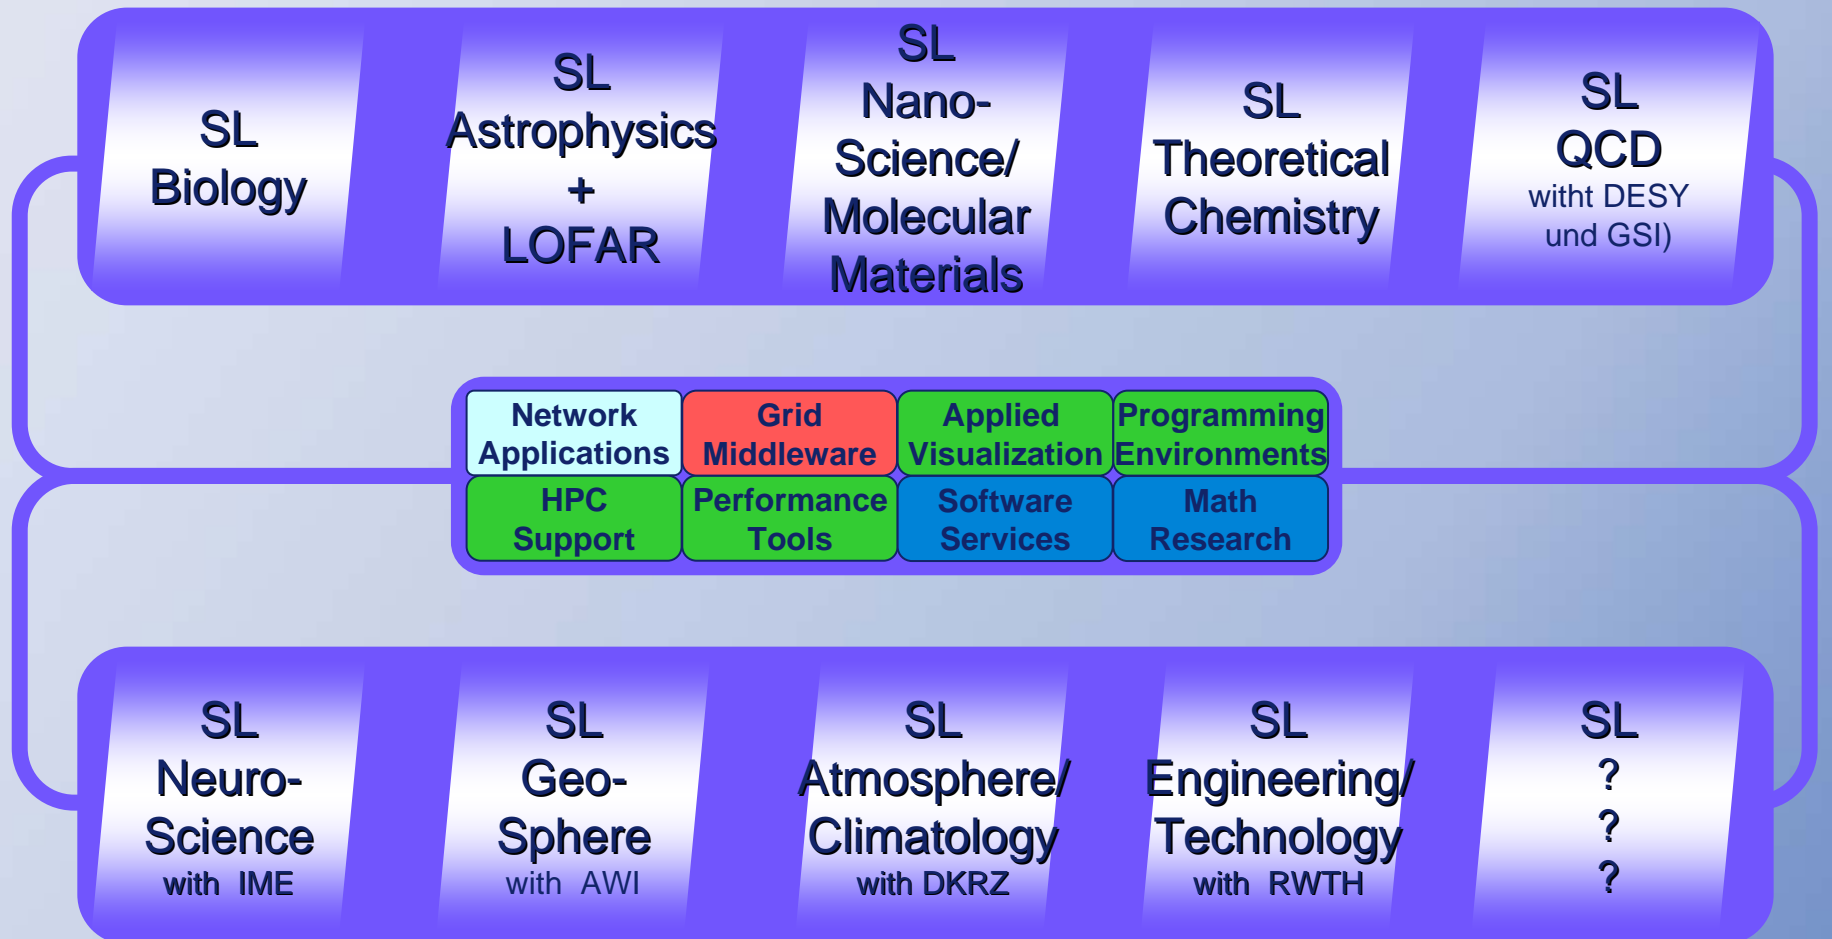 SL
Biology
SL
Astrophysics
+
LOFAR
SL
Nano-
Science/
Molecular
Materials
SL
Theoretical
Chemistry
SL
QCD
witht DESY
und GSI)
Network
Applications
Grid
Middleware
Applied
Visualization
Programming
Environments
HPC
Support
Performance
Tools
Software
Services
Math
Research
SL
Neuro-
Science
with IME
SL
Geo-
Sphere
with AWI
SL
Atmosphere/
Climatology
with DKRZ
SL
Engineering/
Technology
with RWTH
SL
?
?
?